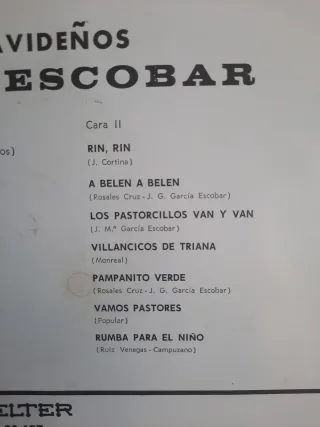 AVIDEÑOS
ESCOBAR
Cara II
os)
RIN, RIN
(J. Cortina)
A BELEN A BELEN
(Rosales Cruz - J. G. García Escobar)
LOS PASTORCILLOS VAN Y VAN
(J. M.ª García Escobar)
VILLANCICOS DE TRIANA
(Monreal)
PAMPANITO VERDE
(Rosales Cruz - J. G. García Escobar)
VAMOS PASTORES
(Popular)
RUMBA PARA EL NIÑO
(Ruiz Venegas - Campuzano)
ELTER